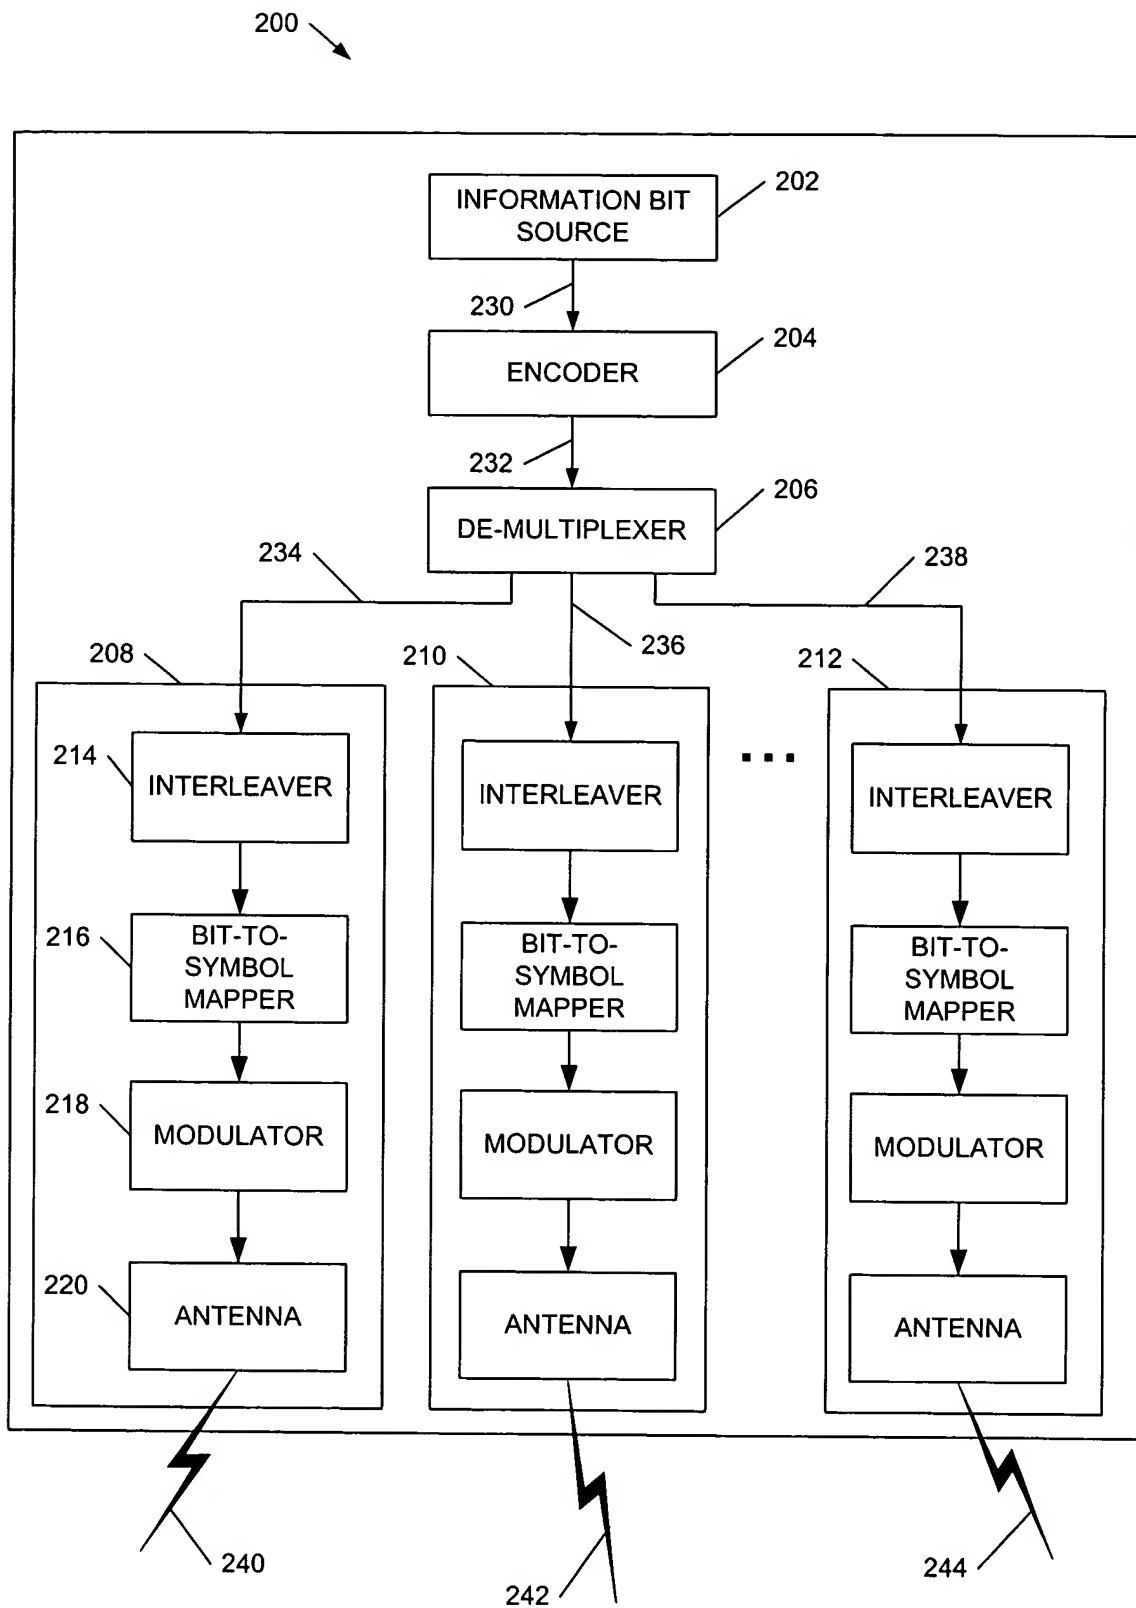 200
INFORMATION BIT
SOURCE
202
230
ENCODER
204
232
DE-MULTIPLEXER
206
234
236
238
208
210
212
214
INTERLEAVER
INTERLEAVER
INTERLEAVER
216
BIT-TO-
SYMBOL
MAPPER
BIT-TO-
SYMBOL
MAPPER
BIT-TO-
SYMBOL
MAPPER
218
MODULATOR
MODULATOR
MODULATOR
220
ANTENNA
ANTENNA
ANTENNA
240
242
244